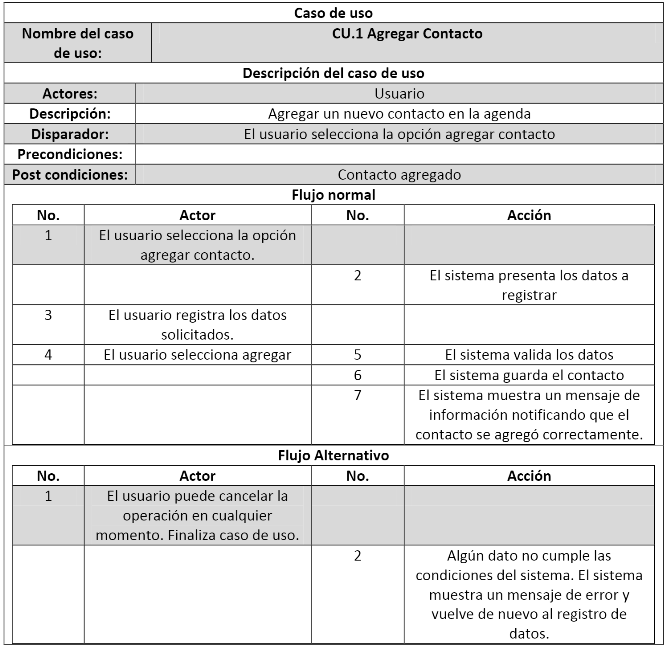 Caso de uso
Nombre del caso
de uso:
CU.1 Agregar Contacto
Descripción del caso de uso
Actores: Usuario
Descripción: Agregar un nuevo contacto en la agenda
Disparador: El usuario selecciona la opción agregar contacto
Precondiciones:
Post condiciones: Contacto agregado
Flujo normal
No. Actor No. Acción
1 El usuario selecciona la opción
agregar contacto.
2 El sistema presenta los datos a
registrar
3 El usuario registra los datos
solicitados.
4 El usuario selecciona agregar 5 El sistema valida los datos
6 El sistema guarda el contacto
7 El sistema muestra un mensaje de
información notificando que el
contacto se agregó correctamente.
Flujo Alternativo
No. Actor No. Acción
1 El usuario puede cancelar la
operación en cualquier
momento. Finaliza caso de uso.
2 Algún dato no cumple las
condiciones del sistema. El sistema
muestra un mensaje de error y
vuelve de nuevo al registro de
datos.